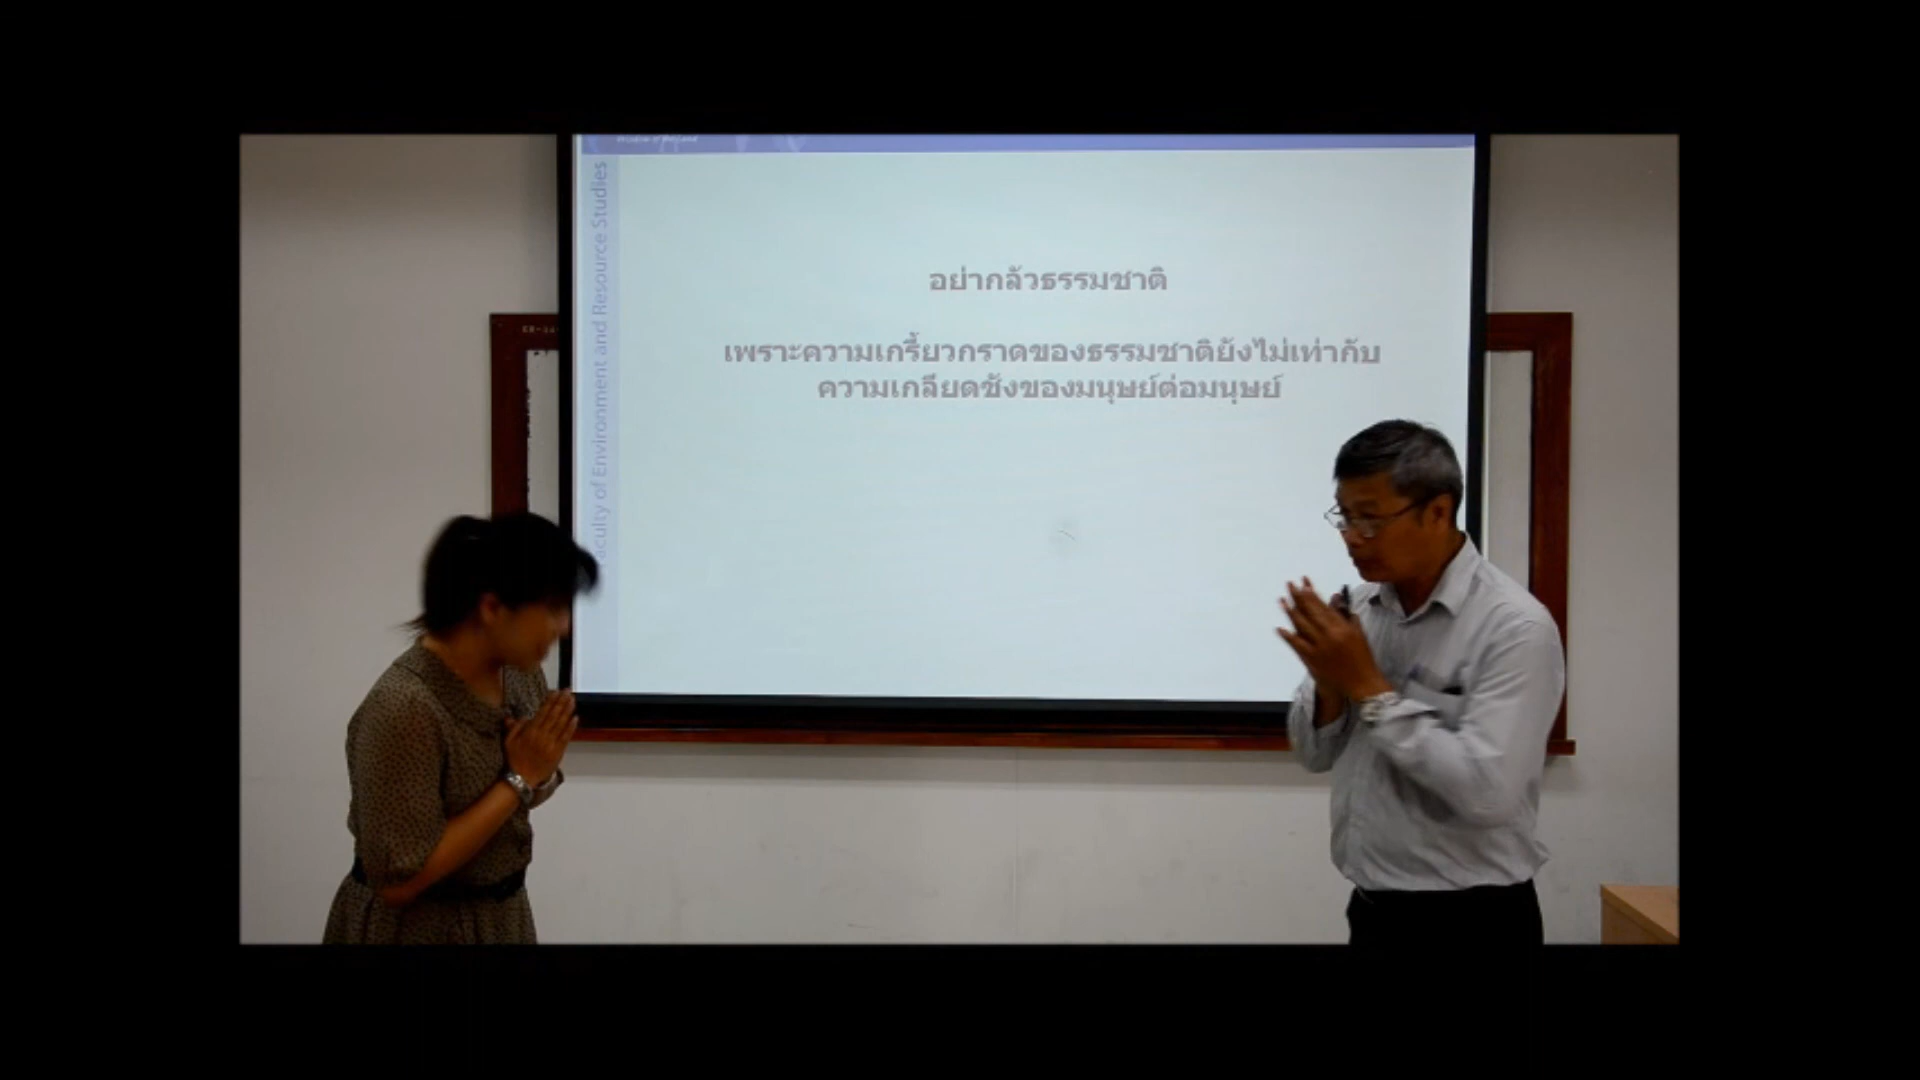 Wisdom of the Land
Faculty of Environment and Resource Studies
อย่ากลัวธรรมชาติ
เพราะความเกรี้ยวกราดของธรรมชาติยังไม่เท่ากับ
ความเกลียดชังของมนุษย์ต่อมนุษย์